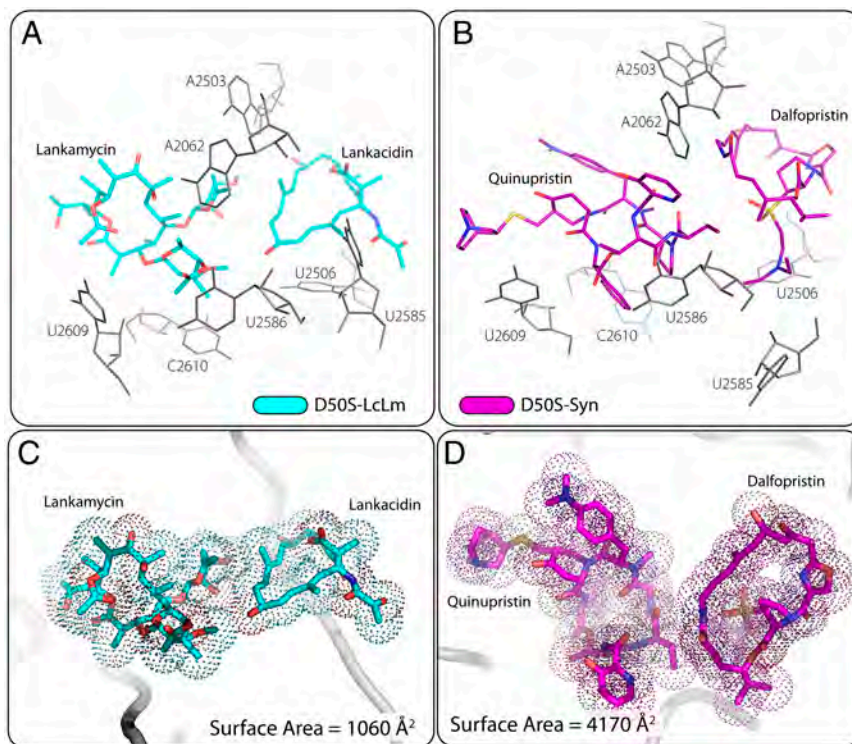 A
A2503
A2062
Lankamycin
Lankacidin
U2506
U2609
U2586
U2585
C2610
D50S-LcLm
B
A2503
Dalfopristin
A2062
Quinupristin
U2506
U2609
C2610
U2586
U2585
D50S-Syn
C
Lankamycin
Lankacidin
Surface Area = 1060 Å²
D
Dalfopristin
Quinupristin
Surface Area = 4170 Å²